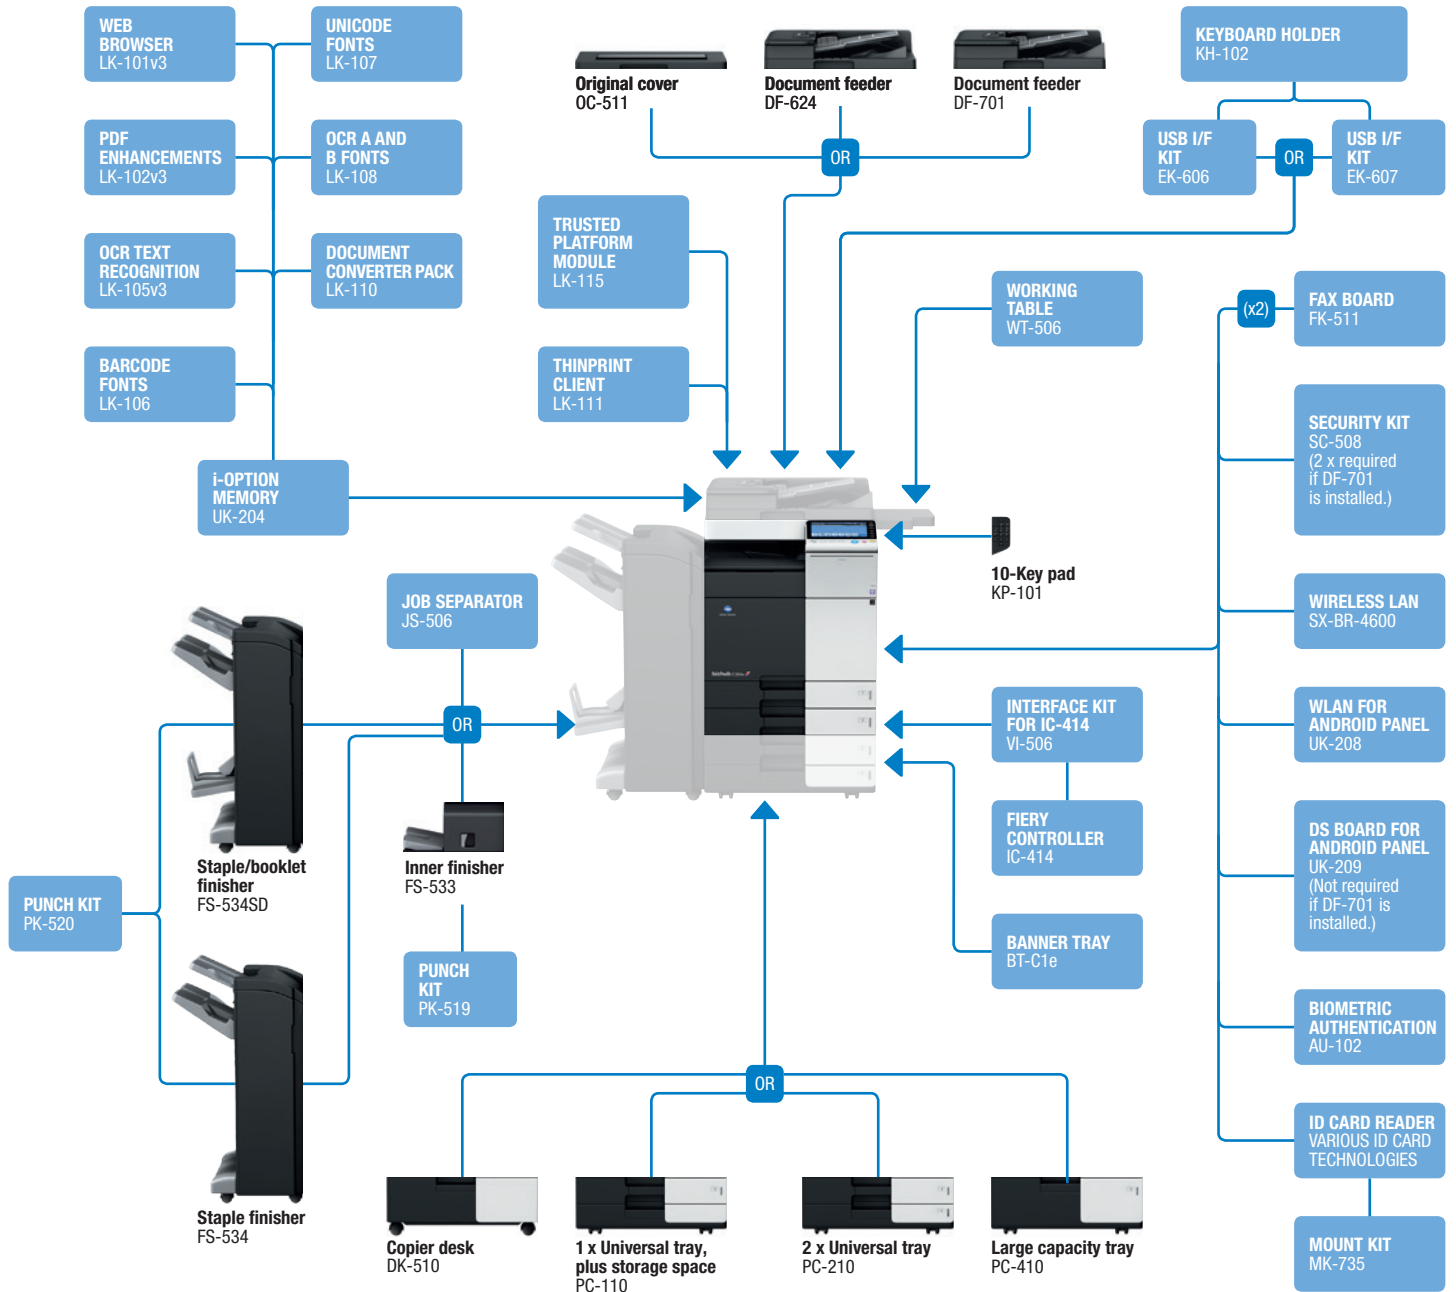 WEB
BROWSER
LK-101v3
UNICODE
FONTS
LK-107
PDF
ENHANCEMENTS
LK-102v3
OCR A AND
B FONTS
LK-108
OCR TEXT
RECOGNITION
LK-105v3
DOCUMENT
CONVERTER PACK
LK-110
BARCODE
FONTS
LK-106
i-OPTION
MEMORY
UK-204
Original cover
OC-511
Document feeder
DF-624
Document feeder
DF-701
OR
KEYBOARD HOLDER
KH-102
USB I/F
KIT
EK-606
OR
USB I/F
KIT
EK-607
TRUSTED
PLATFORM
MODULE
LK-115
THINPRINT
CLIENT
LK-111
WORKING
TABLE
WT-506
10-Key pad
KP-101
(x2)
FAX BOARD
FK-511
SECURITY KIT
SC-508
(2 x required
if DF-701
is installed.)
WIRELESS LAN
SX-BR-4600
WLAN FOR
ANDROID PANEL
UK-208
DS BOARD FOR
ANDROID PANEL
UK-209
(Not required
if DF-701 is
installed.)
BIOMETRIC
AUTHENTICATION
AU-102
ID CARD READER
VARIOUS ID CARD
TECHNOLOGIES
MOUNT KIT
MK-735
INTERFACE KIT
FOR IC-414
VI-506
FIERY
CONTROLLER
IC-414
BANNER TRAY
BT-C1e
JOB SEPARATOR
JS-506
OR
Inner finisher
FS-533
PUNCH
KIT
PK-519
Staple/booklet
finisher
FS-534SD
PUNCH KIT
PK-520
Staple finisher
FS-534
OR
Copier desk
DK-510
1 x Universal tray,
plus storage space
PC-110
2 x Universal tray
PC-210
Large capacity tray
PC-410